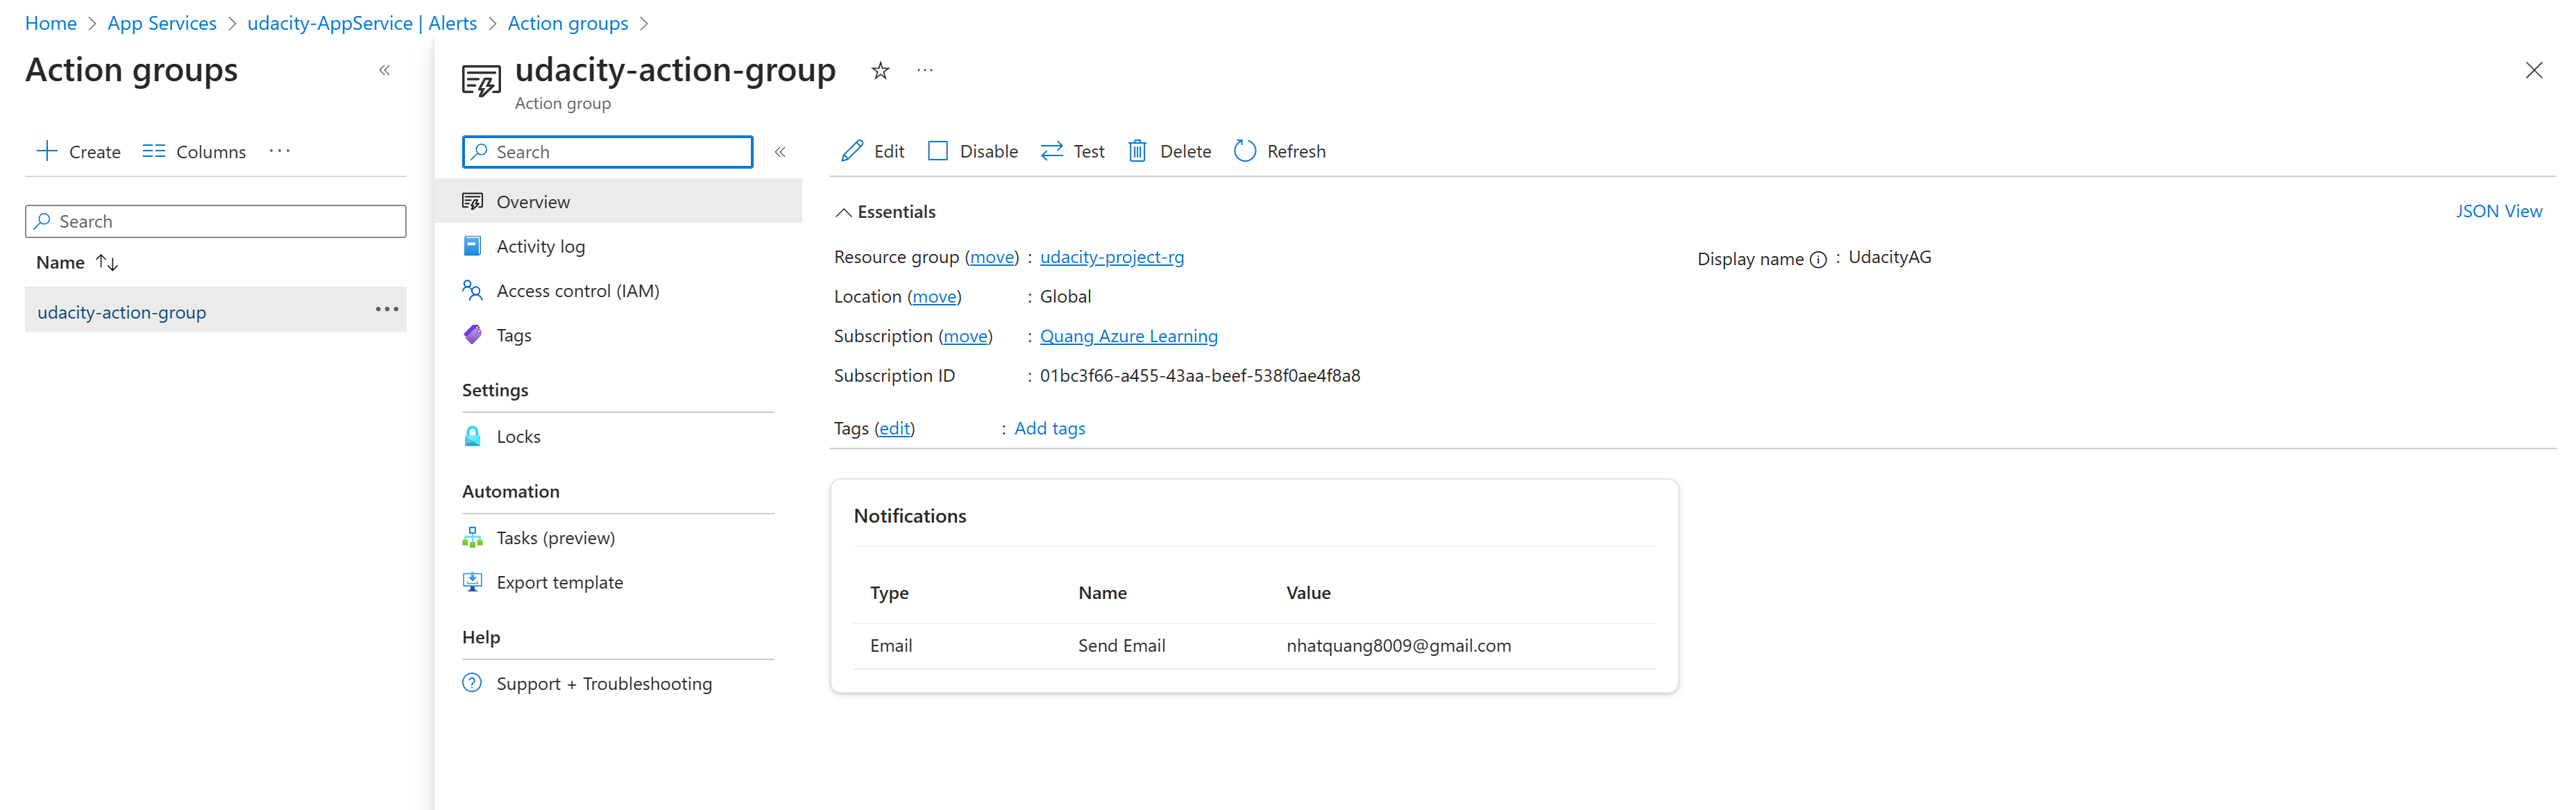 Home > App Services > udacity-AppService | Alerts > Action groups >
Action groups
Create Columns ···
Search
Name
udacity-action-group ···
udacity-action-group ···
Action group
Search
Overview
Activity log
Access control (IAM)
Tags
Settings
Locks
Automation
Tasks (preview)
Export template
Help
Support + Troubleshooting
Edit Disable Test Delete Refresh
Essentials
JSON View
Resource group (move) : udacity-project-rg
Location (move) : Global
Subscription (move) : Quang Azure Learning
Subscription ID : 01bc3f66-a455-43aa-beef-538f0ae4f8a8
Display name : UdacityAG
Tags (edit) : Add tags
Notifications
Type Name Value
Email Send Email nhatquang8009@gmail.com